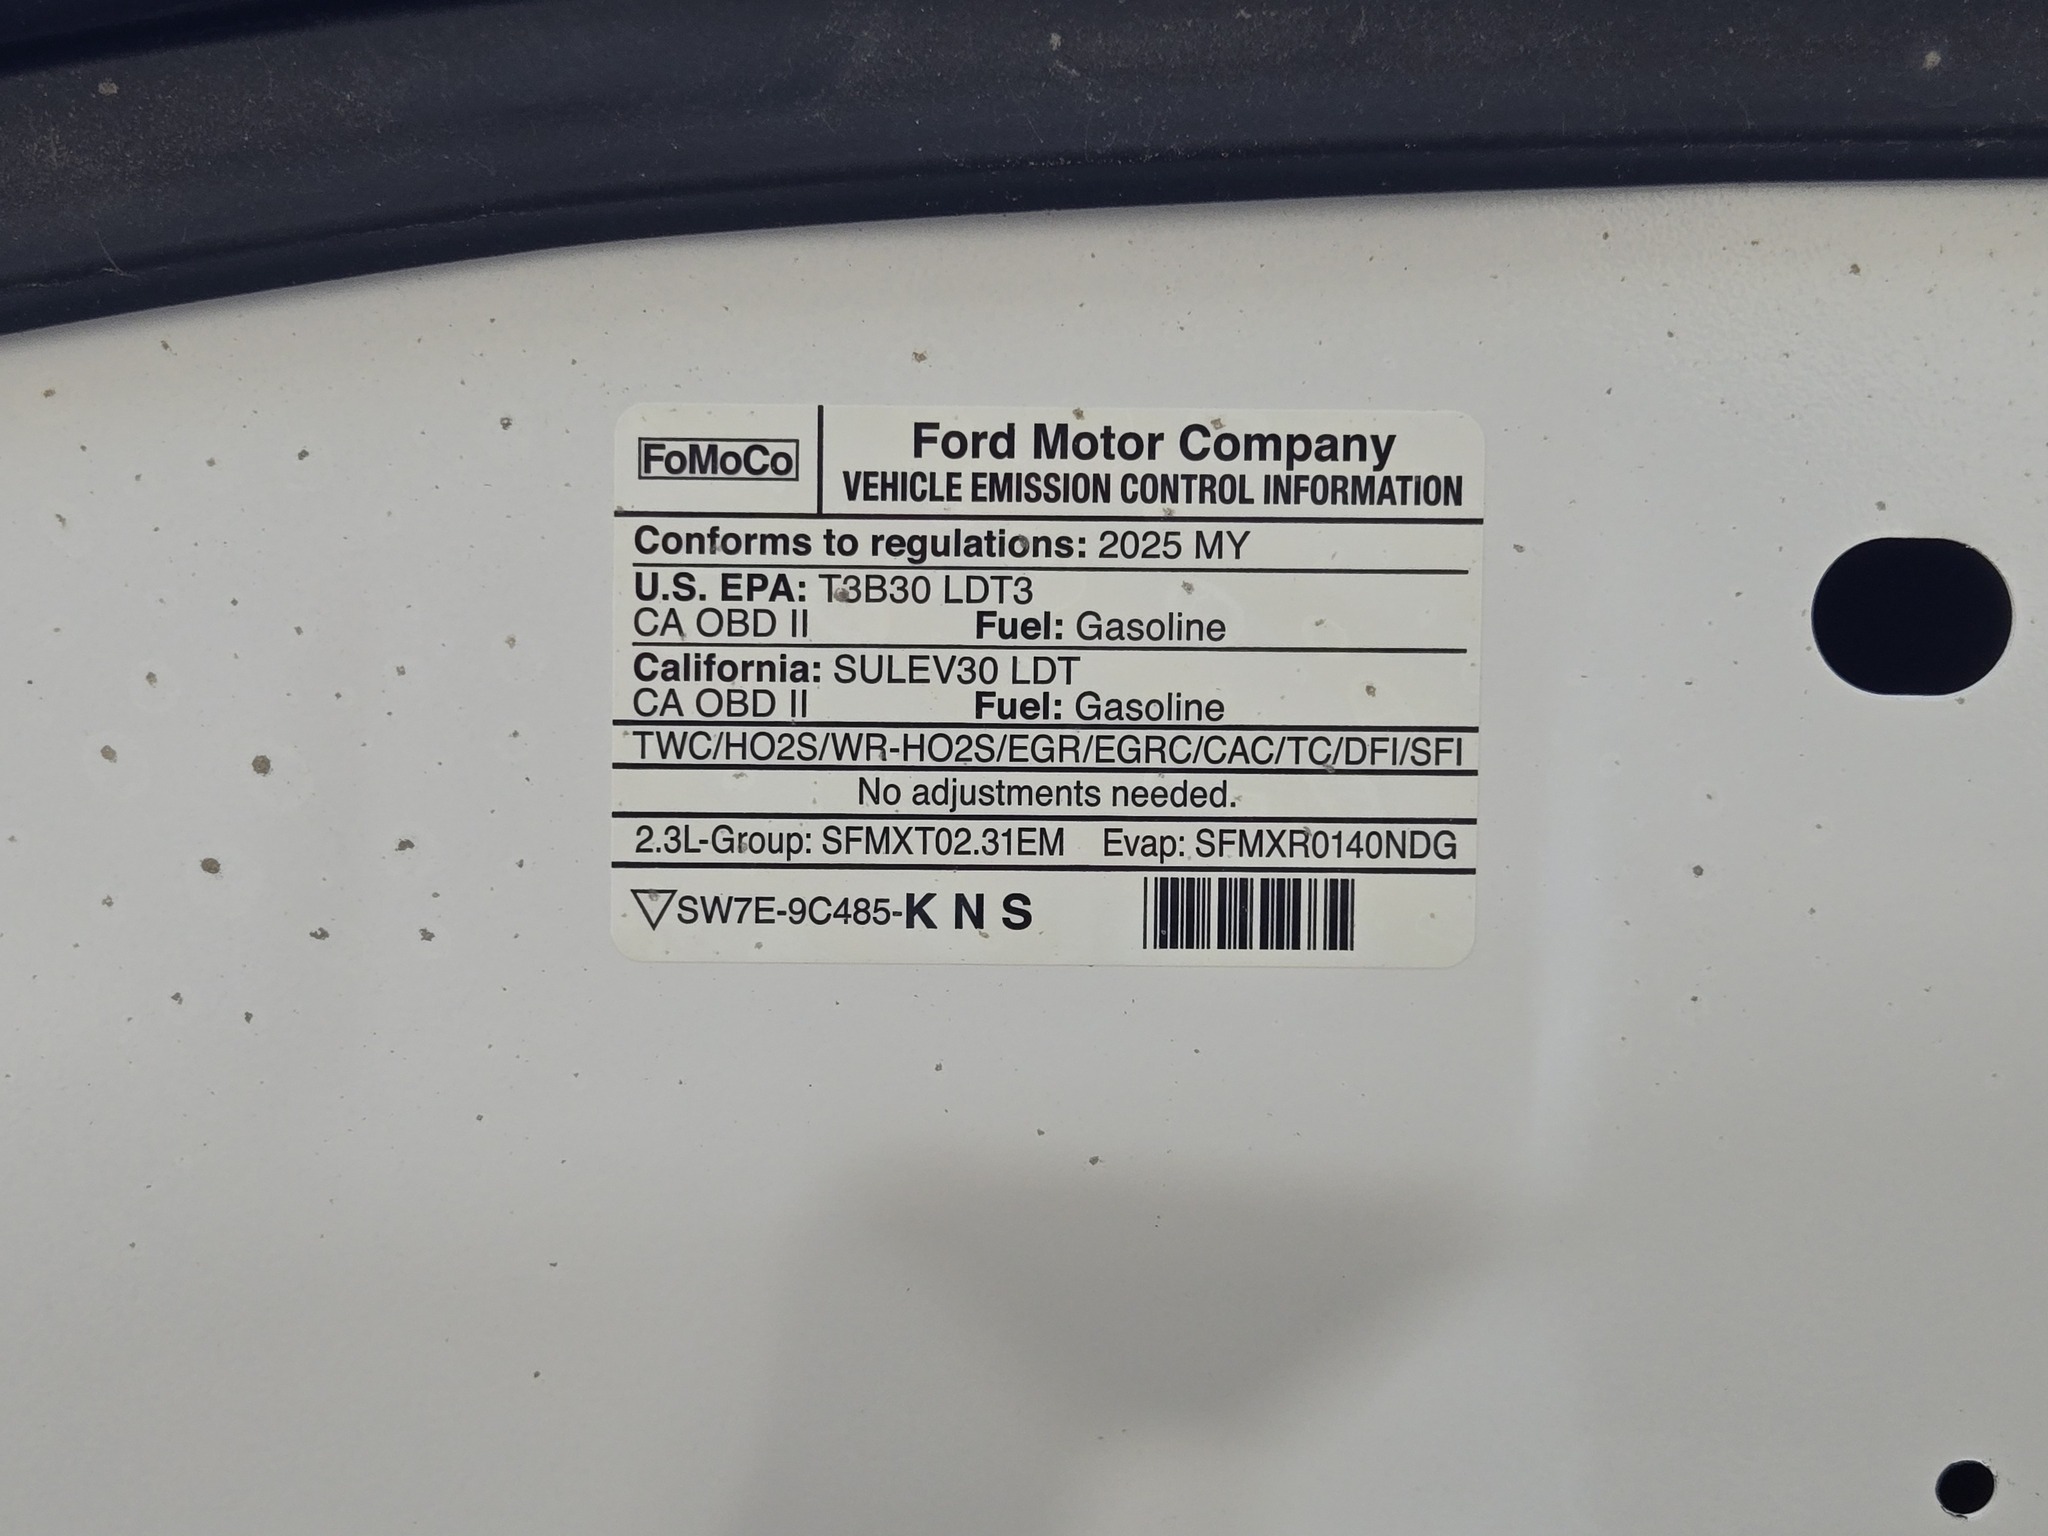 FoMoCo
Ford Motor Company
VEHICLE EMISSION CONTROL INFORMATION
Conforms to regulations: 2025 MY
U.S. EPA: T3B30 LDT3
CA OBD II Fuel: Gasoline
California: SULEV30 LDT
CA OBD II Fuel: Gasoline
TWC/HO2S/WR-HO2S/EGR/EGRC/CAC/TC/DFI/SFI
No adjustments needed.
2.3L-Group: SFMXT02.31EM Evap: SFMXR0140NDG
SW7E-9C485-K N S